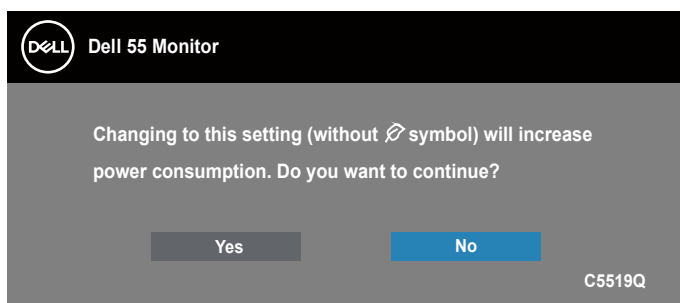 DELL
Dell 55 Monitor
Changing to this setting (without symbol) will increase
power consumption. Do you want to continue?
Yes
No
C5519Q